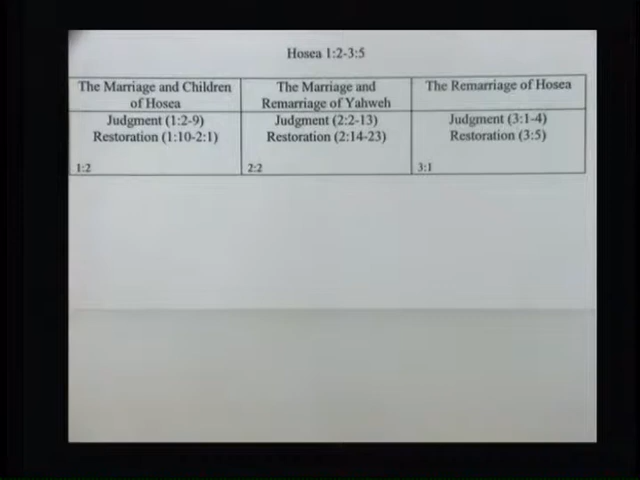 Hosea 1:2-3:5
The Marriage and Children
of Hosea
The Marriage and
Remarriage of Yahweh
The Remarriage of Hosea
Judgment (1:2-9)
Restoration (1:10-2:1)
1:2
Judgment (2:2-13)
Restoration (2:14-23)
2:2
Judgment (3:1-4)
Restoration (3:5)
3:1